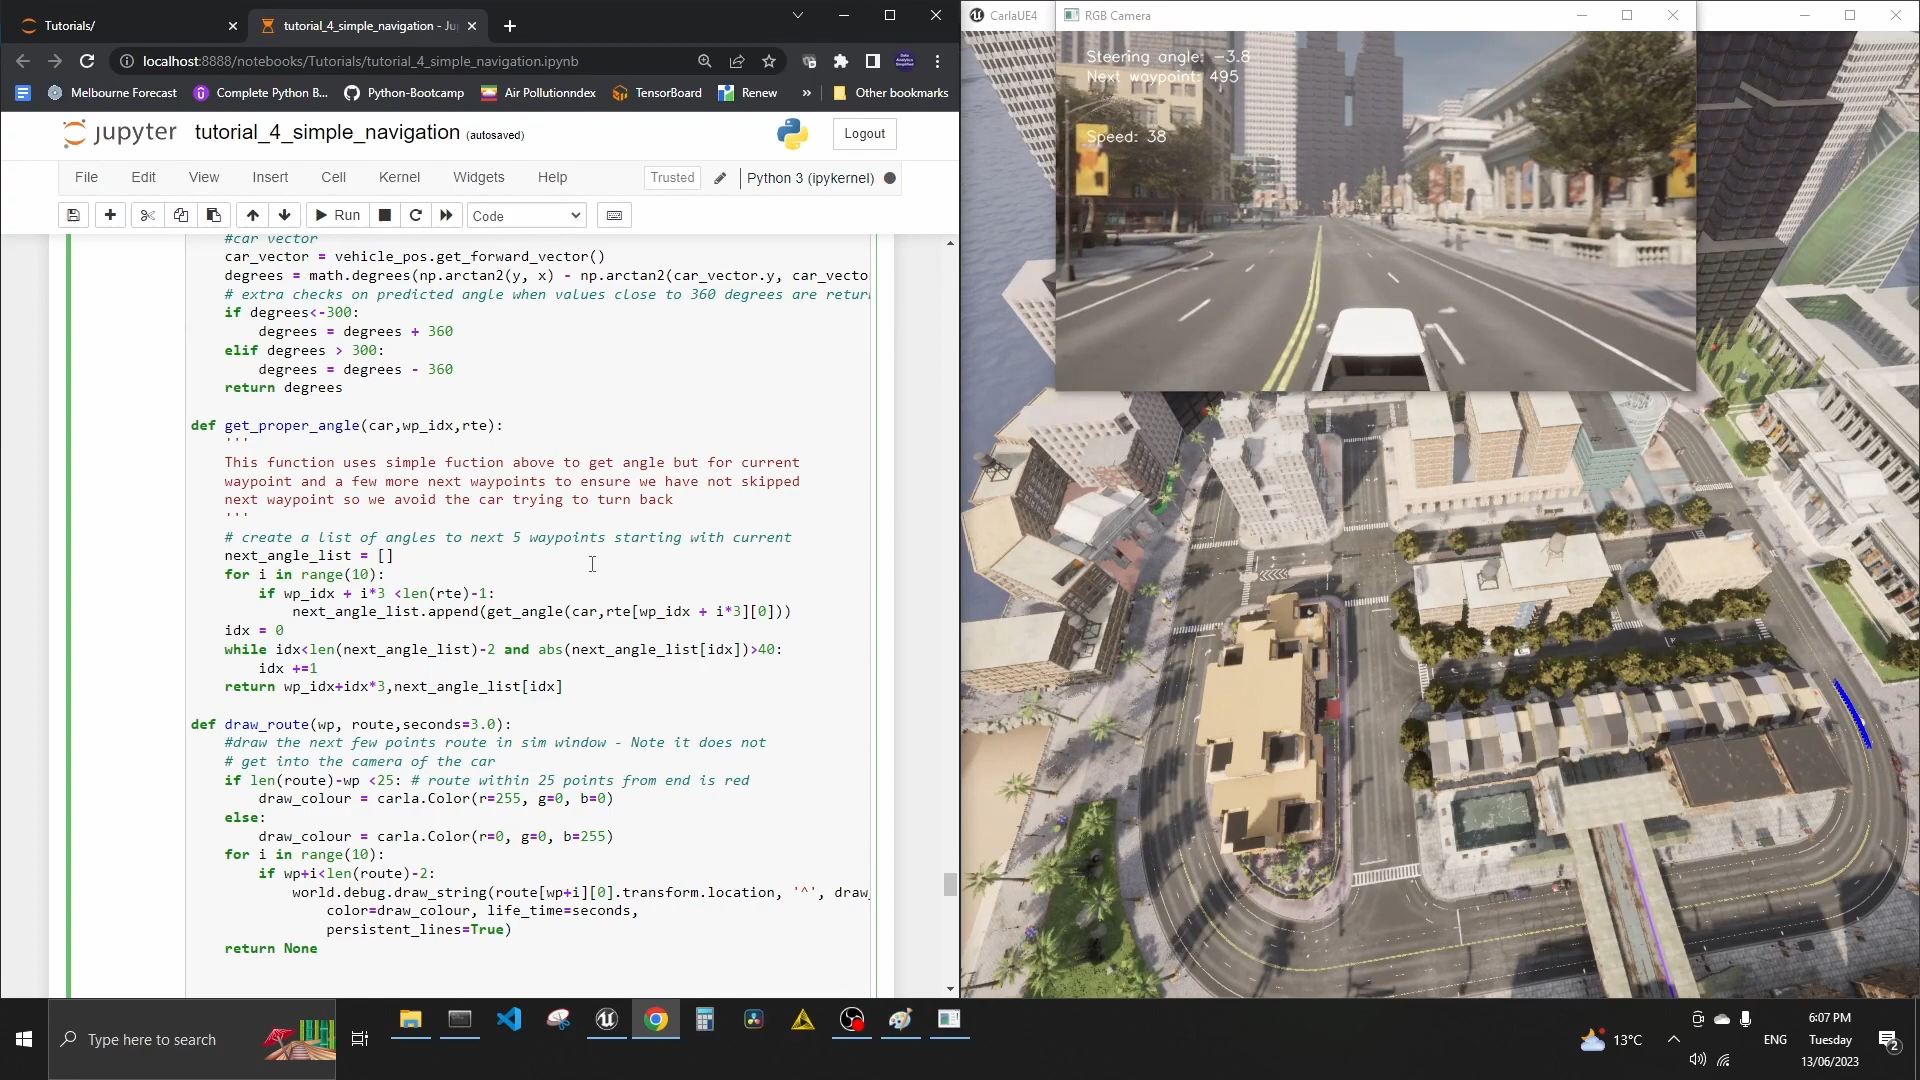 Tutorials/
tutorial_4_simple_navigation - Ju
localhost:8888/notebooks/Tutorials/tutorial_4_simple_navigation.ipynb
Melbourne Forecast
Complete Python B...
Python-Bootcamp
Air Pollutionndex
TensorBoard
Renew
»
Other bookmarks
jupyter
tutorial_4_simple_navigation (autosaved)
Logout
File Edit View Insert Cell Kernel Widgets Help
Trusted
Python 3 (ipykernel)
Run
Code
#car vector
car_vector = vehicle_pos.get_forward_vector()
degrees = math.degrees(np.arctan2(y, x) - np.arctan2(car_vector.y, car_vecto
# extra checks on predicted angle when values close to 360 degrees are return
if degrees<-300:
degrees = degrees + 360
elif degrees > 300:
degrees = degrees - 360
return degrees
def get_proper_angle(car,wp_idx,rte):
'''
This function uses simple fuction above to get angle but for current
waypoint and a few more next waypoints to ensure we have not skipped
next waypoint so we avoid the car trying to turn back
'''
# create a list of angles to next 5 waypoints starting with current
next_angle_list = []
for i in range(10):
if wp_idx + i*3 <len(rte)-1:
next_angle_list.append(get_angle(car,rte[wp_idx + i*3][0]))
idx = 0
while idx<len(next_angle_list)-2 and abs(next_angle_list[idx])>40:
idx +=1
return wp_idx+idx*3,next_angle_list[idx]
def draw_route(wp, route,seconds=3.0):
#draw the next few points route in sim window - Note it does not
# get into the camera of the car
if len(route)-wp <25: # route within 25 points from end is red
draw_colour = carla.Color(r=255, g=0, b=0)
else:
draw_colour = carla.Color(r=0, g=0, b=255)
for i in range(10):
if wp+i<len(route)-2:
world.debug.draw_string(route[wp+i][0].transform.location, '^', draw_
color=draw_colour, life_time=seconds,
persistent_lines=True)
return None
CarlaUE4
RGB Camera
Steering angle: -3.8
Next waypoint: 495
Speed: 38
Type here to search
13°C
ENG
6:07 PM
Tuesday
13/06/2023
2